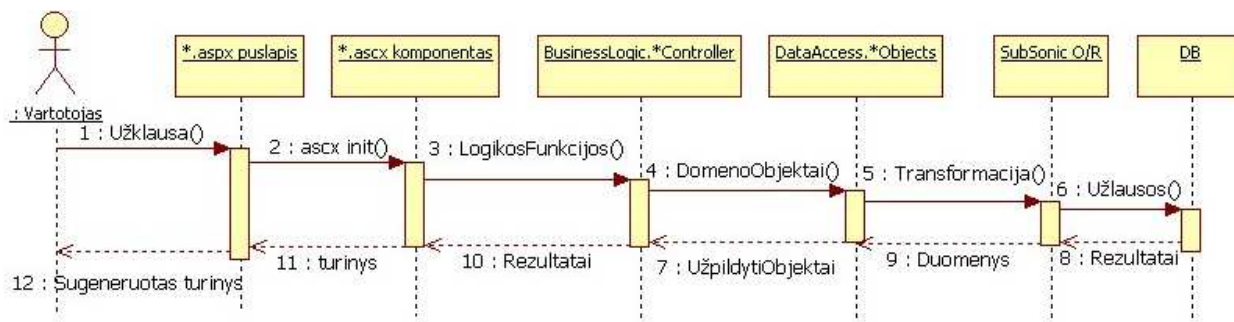 *.aspx puslapis
*.ascx komponentas
BusinessLogic.*Controller
DataAccess.*Objects
SubSonic O/R
DB
: Vartotojas
1 : Užklausa()
2 : ascx init()
3 : LogikosFunkcijos()
4 : DomenoObjektai()
5 : Transformacija()
6 : Užlausos()
12 : Sugeneruotas turinys
11 : turinys
10 : Rezultatai
7 : UžpildytiObjektai
9 : Duomenys
8 : Rezultatai